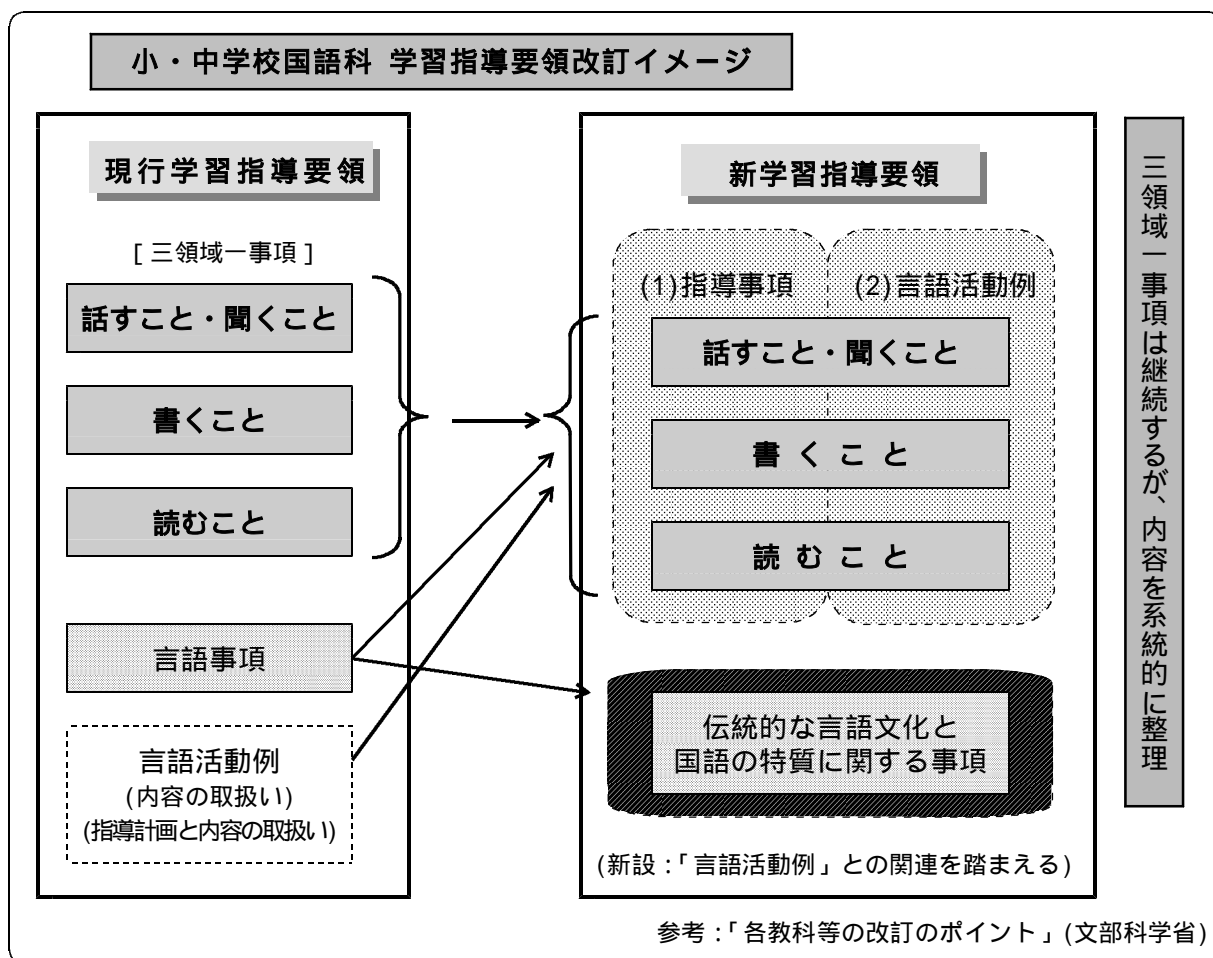 小・中学校国語科 学習指導要領改訂イメージ
現行学習指導要領
[三領域一事項]
話すこと・聞くこと
書くこと
読むこと
言語事項
言語活動例
(内容の取扱い)
(指導計画と内容の取扱い)
新学習指導要領
(1)指導事項 (2)言語活動例
話すこと・聞くこと
書くこと
読むこと
伝統的な言語文化と
国語の特質に関する事項
(新設:「言語活動例」との関連を踏まえる)
三領域一事項は継続するが、内容を系統的に整理
参考:「各教科等の改訂のポイント」(文部科学省)